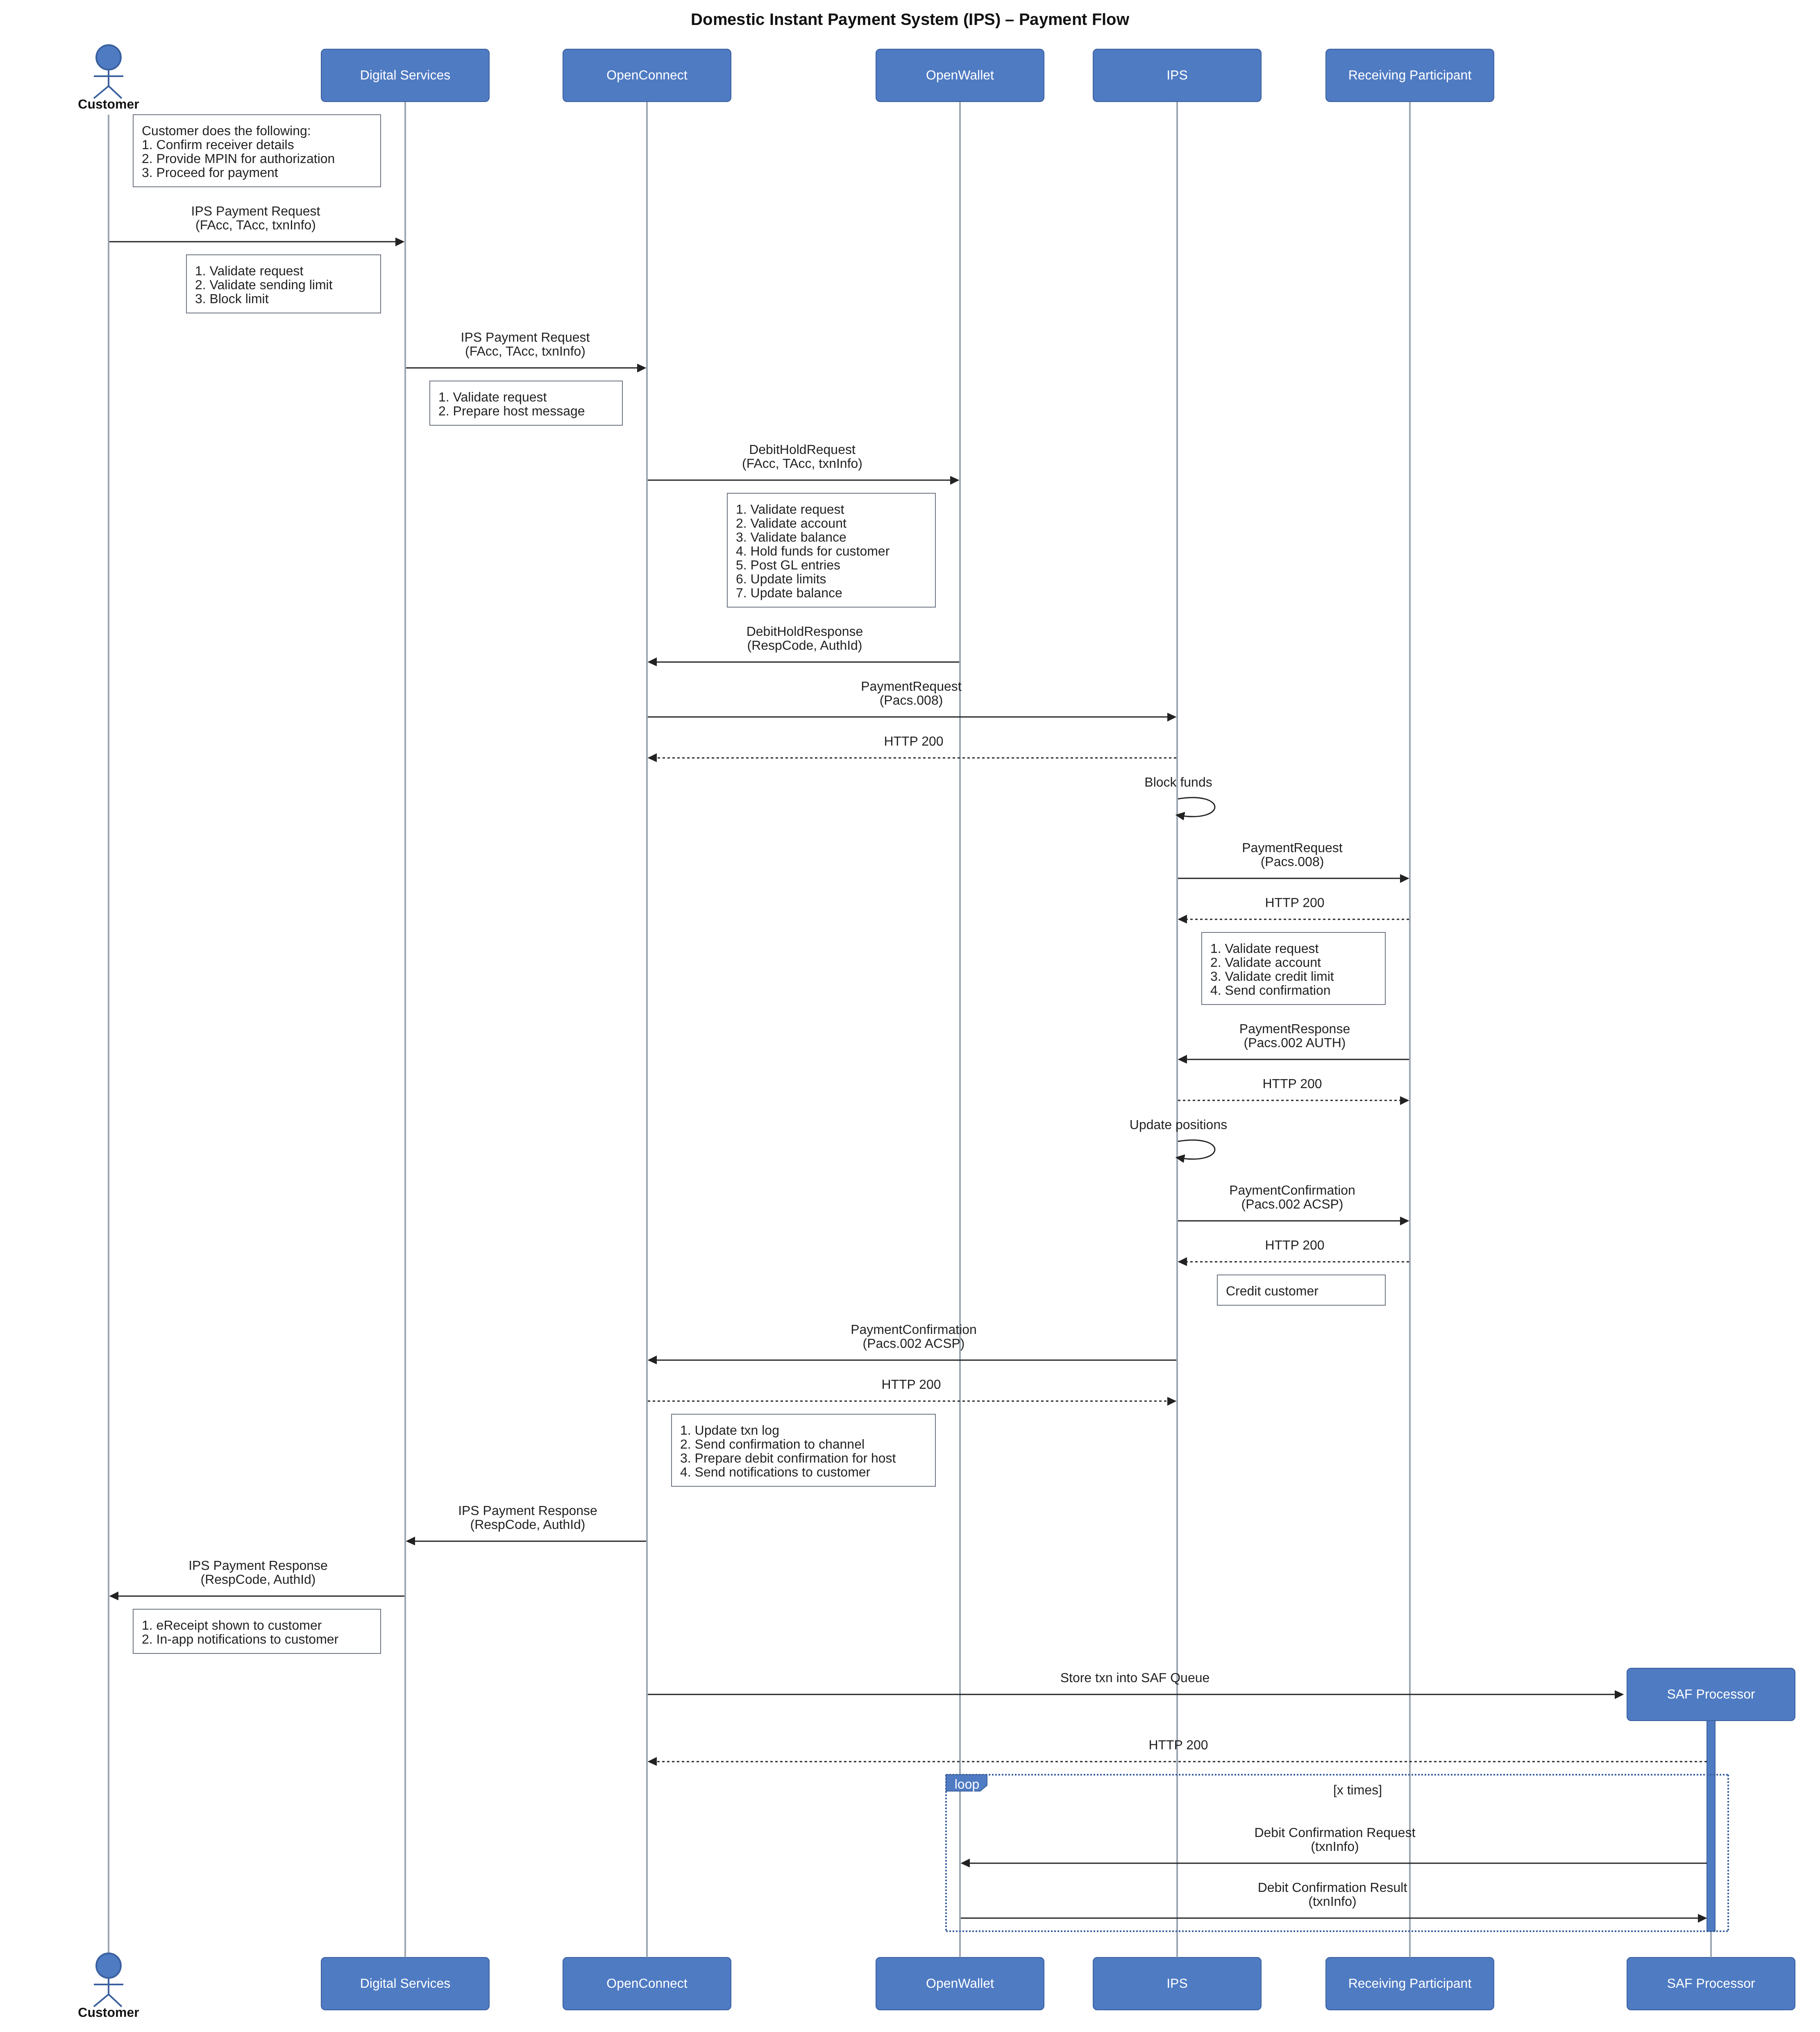 Domestic Instant Payment System (IPS) – Payment Flow
Customer
Digital Services
OpenConnect
OpenWallet
IPS
Receiving Participant
Customer does the following:
1. Confirm receiver details
2. Provide MPIN for authorization
3. Proceed for payment
IPS Payment Request
(FAcc, TAcc, txnInfo)
1. Validate request
2. Validate sending limit
3. Block limit
IPS Payment Request
(FAcc, TAcc, txnInfo)
1. Validate request
2. Prepare host message
DebitHoldRequest
(FAcc, TAcc, txnInfo)
1. Validate request
2. Validate account
3. Validate balance
4. Hold funds for customer
5. Post GL entries
6. Update limits
7. Update balance
DebitHoldResponse
(RespCode, AuthId)
PaymentRequest
(Pacs.008)
HTTP 200
Block funds
PaymentRequest
(Pacs.008)
HTTP 200
1. Validate request
2. Validate account
3. Validate credit limit
4. Send confirmation
PaymentResponse
(Pacs.002 AUTH)
HTTP 200
Update positions
PaymentConfirmation
(Pacs.002 ACSP)
HTTP 200
Credit customer
PaymentConfirmation
(Pacs.002 ACSP)
HTTP 200
1. Update txn log
2. Send confirmation to channel
3. Prepare debit confirmation for host
4. Send notifications to customer
IPS Payment Response
(RespCode, AuthId)
IPS Payment Response
(RespCode, AuthId)
1. eReceipt shown to customer
2. In-app notifications to customer
Store txn into SAF Queue
SAF Processor
HTTP 200
loop
[x times]
Debit Confirmation Request
(txnInfo)
Debit Confirmation Result
(txnInfo)
Customer
Digital Services
OpenConnect
OpenWallet
IPS
Receiving Participant
SAF Processor